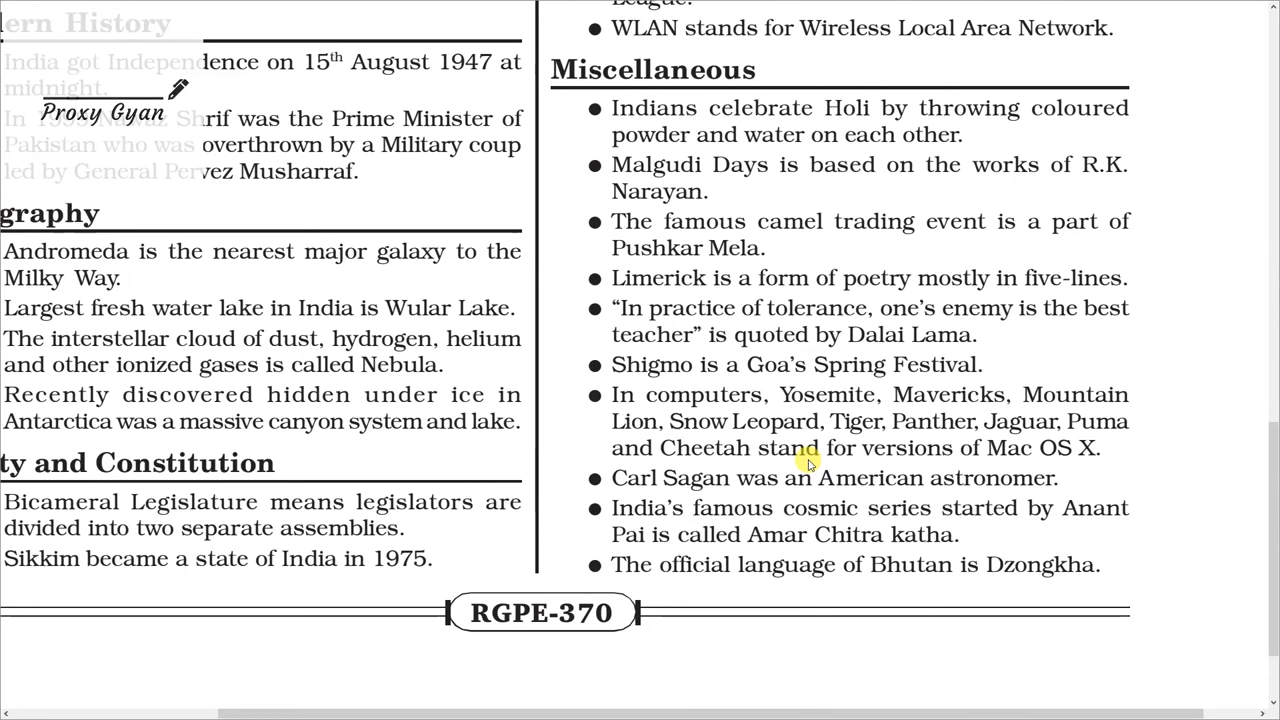 ern History
India got Independence on 15th August 1947 at
midnight.
Proxy Gyan
In Sharif was the Prime Minister of
Pakistan who was overthrown by a Military coup
led by General Pervez Musharraf.
graphy
Andromeda is the nearest major galaxy to the
Milky Way.
Largest fresh water lake in India is Wular Lake.
The interstellar cloud of dust, hydrogen, helium
and other ionized gases is called Nebula.
Recently discovered hidden under ice in
Antarctica was a massive canyon system and lake.
ty and Constitution
Bicameral Legislature means legislators are
divided into two separate assemblies.
Sikkim became a state of India in 1975.
League.
● WLAN stands for Wireless Local Area Network.
Miscellaneous
● Indians celebrate Holi by throwing coloured
powder and water on each other.
● Malgudi Days is based on the works of R.K.
Narayan.
● The famous camel trading event is a part of
Pushkar Mela.
● Limerick is a form of poetry mostly in five-lines.
● “In practice of tolerance, one’s enemy is the best
teacher” is quoted by Dalai Lama.
● Shigmo is a Goa’s Spring Festival.
● In computers, Yosemite, Mavericks, Mountain
Lion, Snow Leopard, Tiger, Panther, Jaguar, Puma
and Cheetah stand for versions of Mac OS X.
● Carl Sagan was an American astronomer.
● India’s famous cosmic series started by Anant
Pai is called Amar Chitra katha.
● The official language of Bhutan is Dzongkha.
RGPE-370